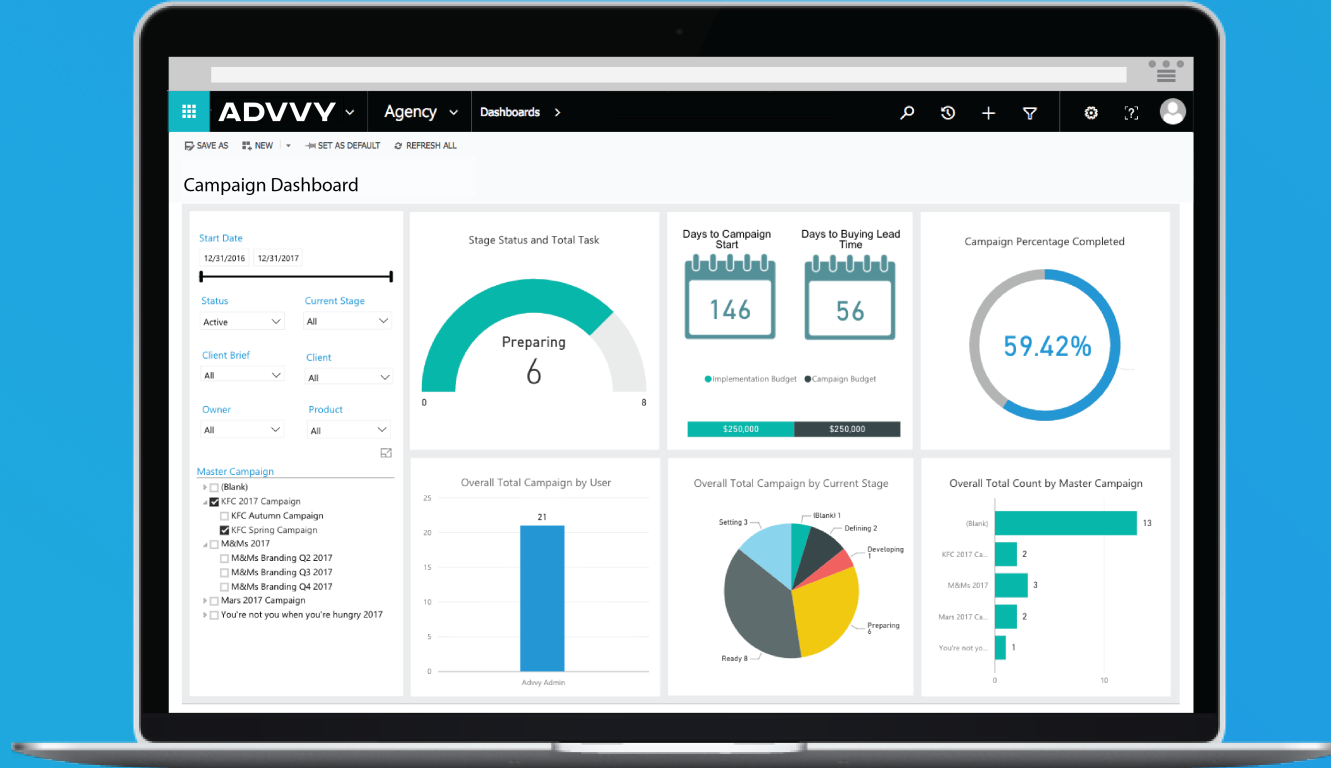 ADVVY
Agency
Dashboards
SAVE AS
NEW
SET AS DEFAULT
REFRESH ALL
Campaign Dashboard
Start Date
12/31/2016
12/31/2017
Status
Current Stage
Active
All
Client Brief
Client
All
All
Owner
Product
All
All
Master Campaign
(Blank)
KFC 2017 Campaign
KFC Autumn Campaign
KFC Spring Campaign
M&Ms 2017
M&Ms Branding Q2 2017
M&Ms Branding Q3 2017
M&Ms Branding Q4 2017
Mars 2017 Campaign
You're not you when you're hungry 2017
Stage Status and Total Task
Preparing
6
0
8
Days to Campaign
Start
146
Days to Buying Lead
Time
56
Implementation Budget
Campaign Budget
$250,000
$250,000
Campaign Percentage Completed
59.42%
Overall Total Campaign by User
25
20
15
10
5
0
21
Advvy Admin
Overall Total Campaign by Current Stage
(Blank) 1
Defining 2
Developing
1
Preparing
6
Ready 8
Setting 3
Overall Total Count by Master Campaign
(Blank)
13
KFC 2017 Ca...
2
M&Ms 2017
3
Mars 2017 Ca...
2
You're not yo...
1
0
10